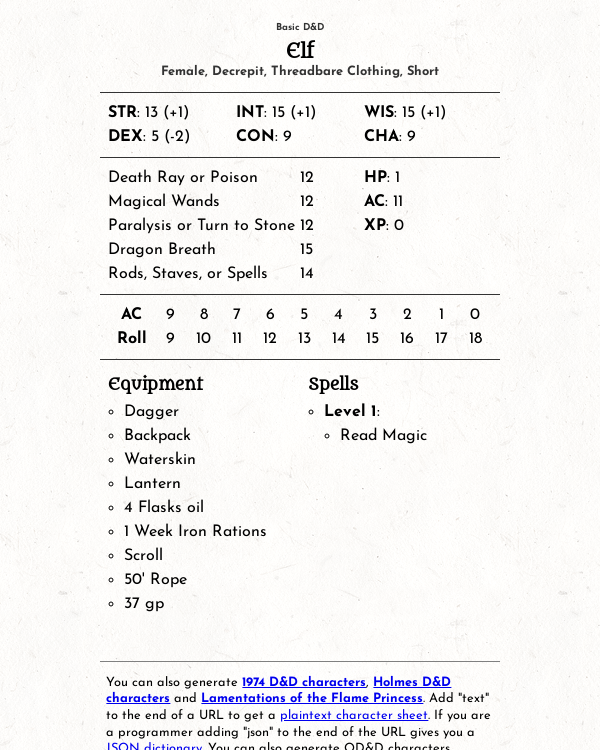 Basic D&D
Elf
Female, Decrepit, Threadbare Clothing, Short
STR: 13 (+1) INT: 15 (+1) WIS: 15 (+1)
DEX: 5 (-2) CON: 9 CHA: 9
Death Ray or Poison 12 HP: 1
Magical Wands 12 AC: 11
Paralysis or Turn to Stone 12 XP: 0
Dragon Breath 15
Rods, Staves, or Spells 14
AC 9 8 7 6 5 4 3 2 1 0
Roll 9 10 11 12 13 14 15 16 17 18
Equipment
Dagger
Backpack
Waterskin
Lantern
4 Flasks oil
1 Week Iron Rations
Scroll
50' Rope
37 gp
Spells
Level 1:
Read Magic
You can also generate 1974 D&D characters, Holmes D&D
characters and Lamentations of the Flame Princess. Add "text"
to the end of a URL to get a plaintext character sheet. If you are
a programmer adding "json" to the end of the URL gives you a
JSON dictionary. You can also generate OD&D characters